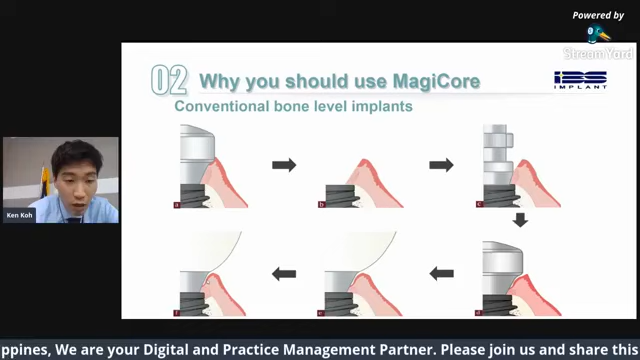 Powered by
StreamYard
02 Why you should use MagiCore
IBS
IMPLANT
Conventional bone level implants
a
b
c
Ken Koh
f
e
d
ppines, We are your Digital and Practice Management Partner. Please join us and share this